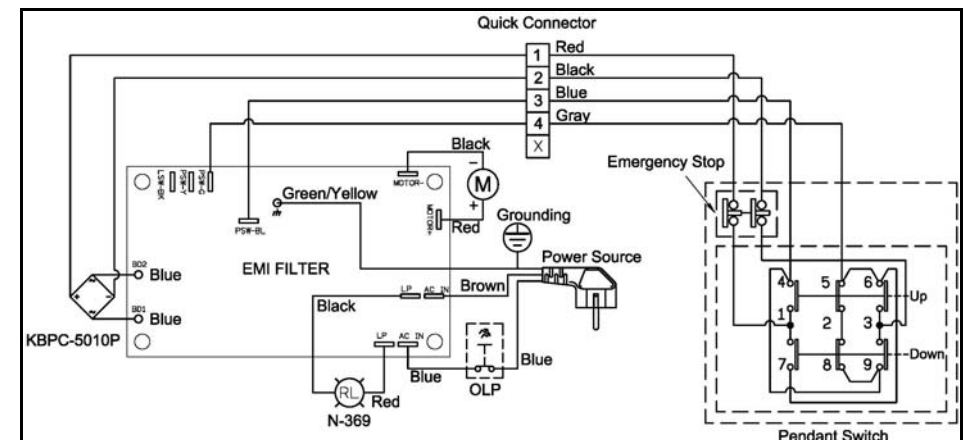 Quick Connector
1 Red
2 Black
3 Blue
4 Gray
X
Black
Emergency Stop
LSW-BK
PSW-Y
PSW-G
MOTOR-
−
M
+
Green/Yellow
MOTOR+
Red
Grounding
PSW-BL
Power Source
BD2
Blue
EMI FILTER
4 5 6
Up
Brown
LP AC IN
Black
1 2 3
BD1
Blue
+ −
KBPC-5010P
LP AC IN
Blue
Down
Blue
OLP
7 8 9
RL
Red
N-369
Pendant Switch